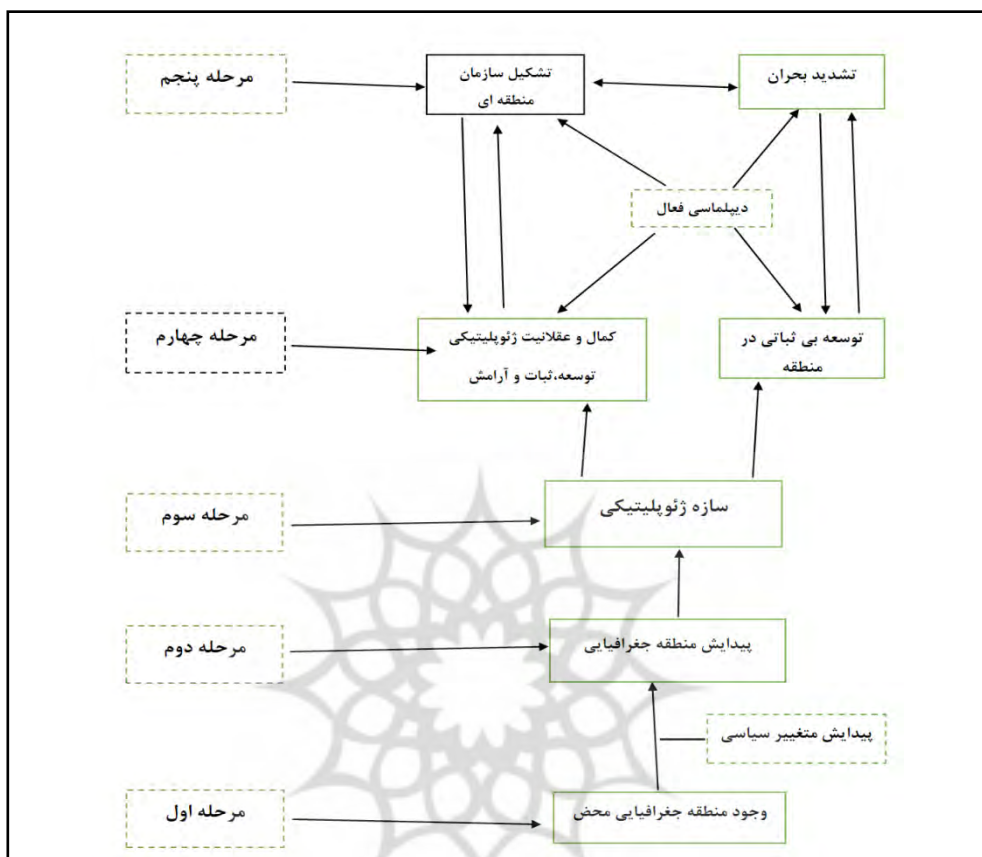 مرحله پنجم
تشکیل سازمان
منطقه ای
تشدید بحران
دیپلماسی فعال
مرحله چهارم
کمال و عقلانیت ژئوپلیتیکی
توسعه،ثبات و آرامش
توسعه بی ثباتی در
منطقه
مرحله سوم
سازه ژئوپلیتیکی
مرحله دوم
پیدایش منطقه جغرافیایی
پیدایش متغییر سیاسی
مرحله اول
وجود منطقه جغرافیایی محض